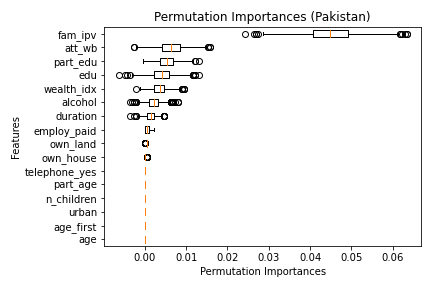 Permutation Importances (Pakistan)
fam_ipv
att_wb
part_edu
edu
wealth_idx
alcohol
duration
employ_paid
own_land
own_house
telephone_yes
part_age
n_children
urban
age_first
age
Features
0.00 0.01 0.02 0.03 0.04 0.05 0.06
Permutation Importances